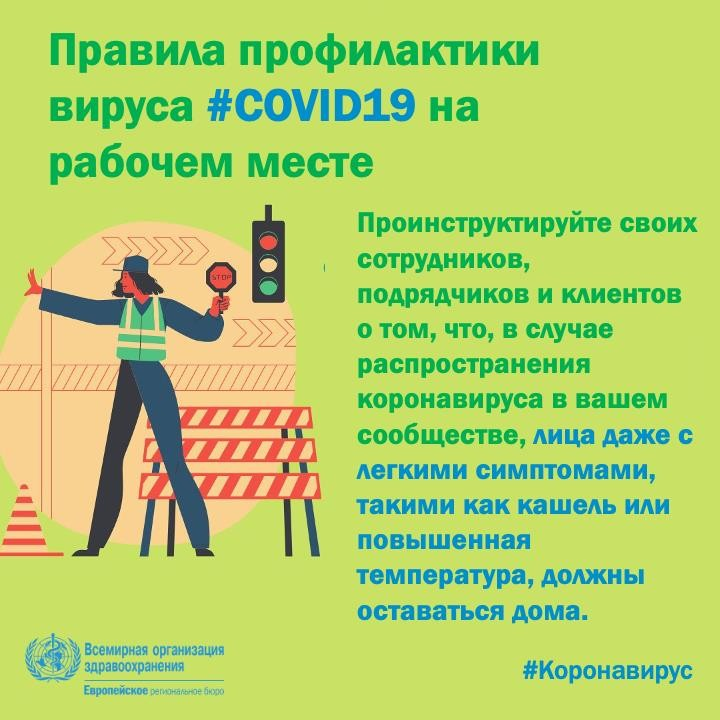 Правила профилактики
вируса #COVID19 на
рабочем месте
Проинструктируйте своих
сотрудников,
подрядчиков и клиентов
о том, что, в случае
распространения
коронавируса в вашем
сообществе, лица даже с
легкими симптомами,
такими как кашель или
повышенная
температура, должны
оставаться дома.
STOP
Всемирная организация
здравоохранения
Европейское региональное бюро
#Коронавирус